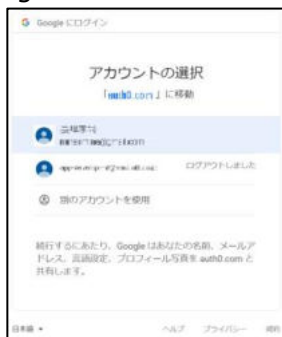 Google にログイン
アカウントの選択
「auth0.com」に移動
ログアウトしました
別のアカウントを使用
続行するにあたり、Google はあなたの名前、メールア
ドレス、言語設定、プロフィール写真を auth0.com と
共有します。
日本語
ヘルプ プライバシー 規約